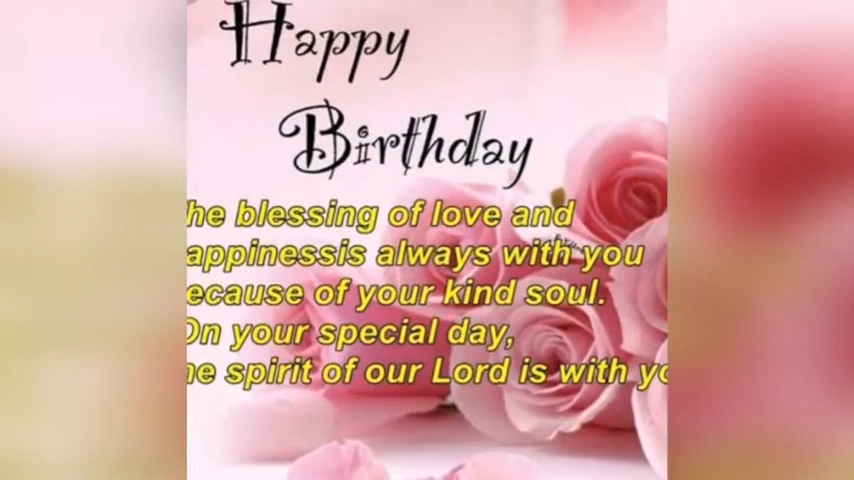 Happy
Birthday
he blessing of love and
appinessis always with you
ecause of your kind soul.
On your special day,
he spirit of our Lord is with yo